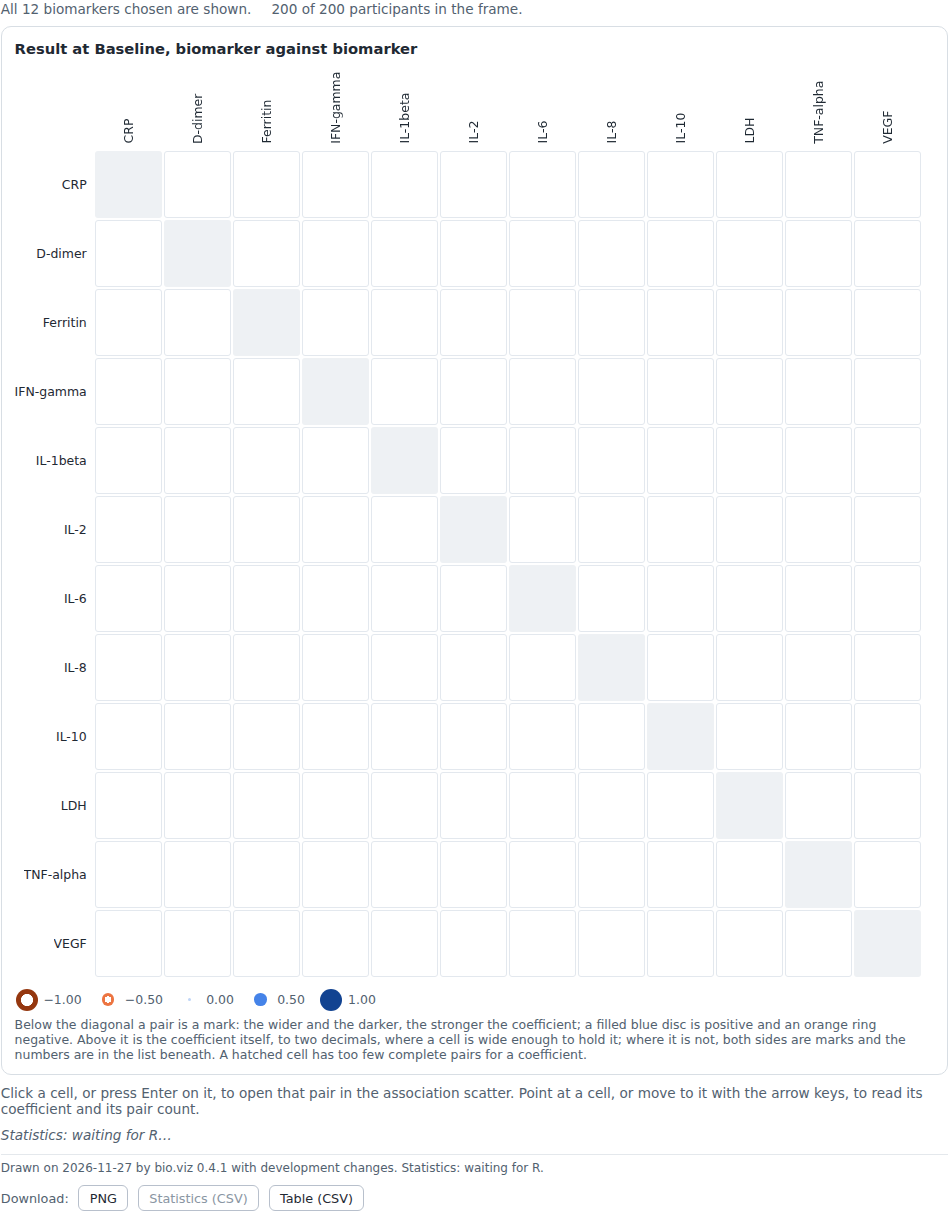 All 12 biomarkers chosen are shown. 200 of 200 participants in the frame.
Result at Baseline, biomarker against biomarker
CRP D-dimer Ferritin IFN-gamma IL-1beta IL-2 IL-6 IL-8 IL-10 LDH TNF-alpha VEGF
CRP
D-dimer
Ferritin
IFN-gamma
IL-1beta
IL-2
IL-6
IL-8
IL-10
LDH
TNF-alpha
VEGF
−1.00 −0.50 0.00 0.50 1.00
Below the diagonal a pair is a mark: the wider and the darker, the stronger the coefficient; a filled blue disc is positive and an orange ring
negative. Above it is the coefficient itself, to two decimals, where a cell is wide enough to hold it; where it is not, both sides are marks and the
numbers are in the list beneath. A hatched cell has too few complete pairs for a coefficient.
Click a cell, or press Enter on it, to open that pair in the association scatter. Point at a cell, or move to it with the arrow keys, to read its
coefficient and its pair count.
Statistics: waiting for R…
Drawn on 2026-11-27 by bio.viz 0.4.1 with development changes. Statistics: waiting for R.
Download: PNG Statistics (CSV) Table (CSV)